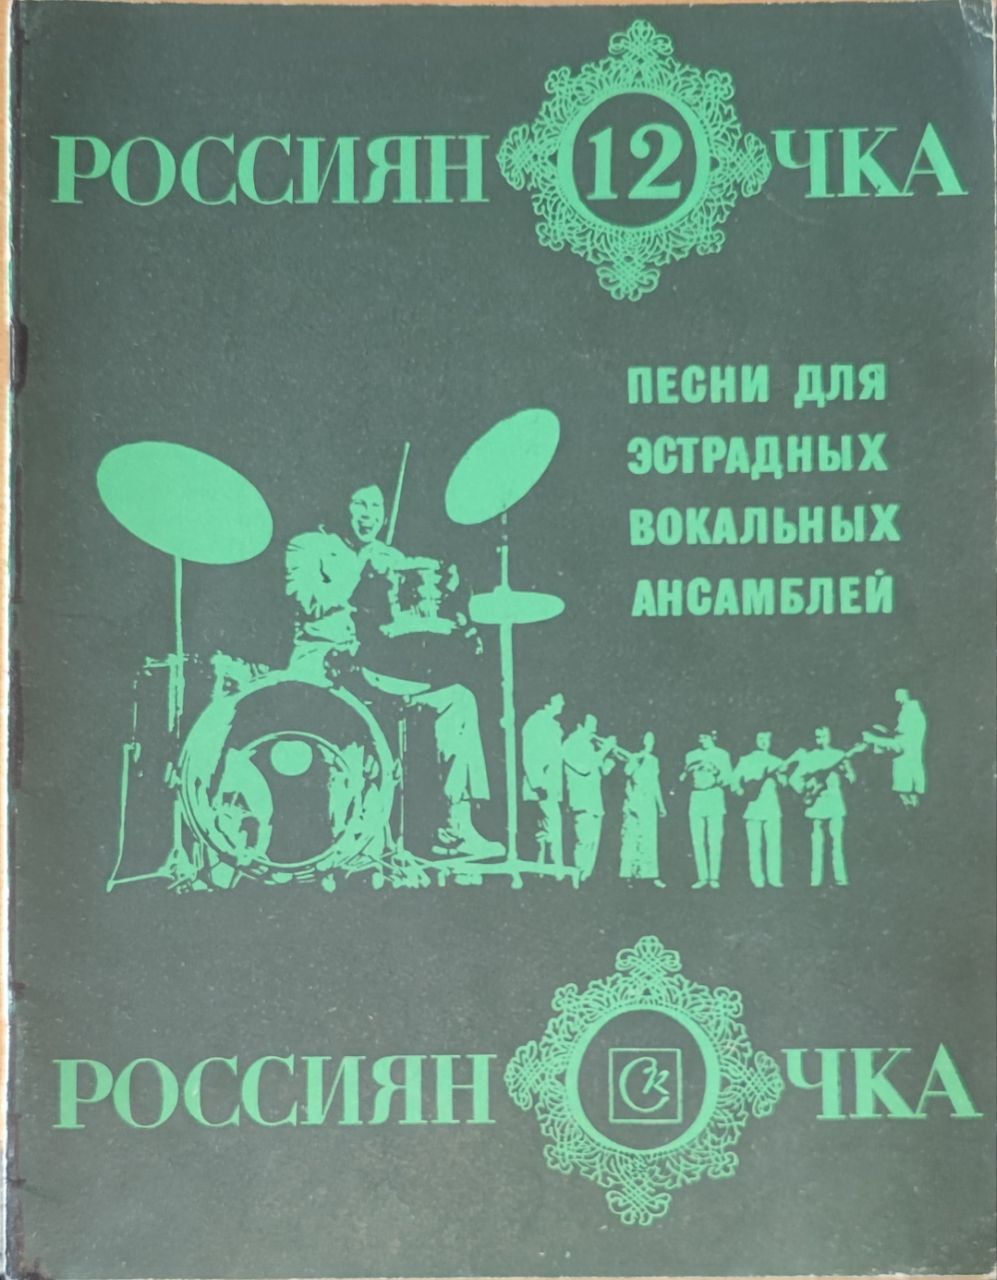 РОССИЯН 12 ЧКА
ПЕСНИ ДЛЯ
ЭСТРАДНЫХ
ВОКАЛЬНЫХ
АНСАМБЛЕЙ
РОССИЯН СК ЧКА